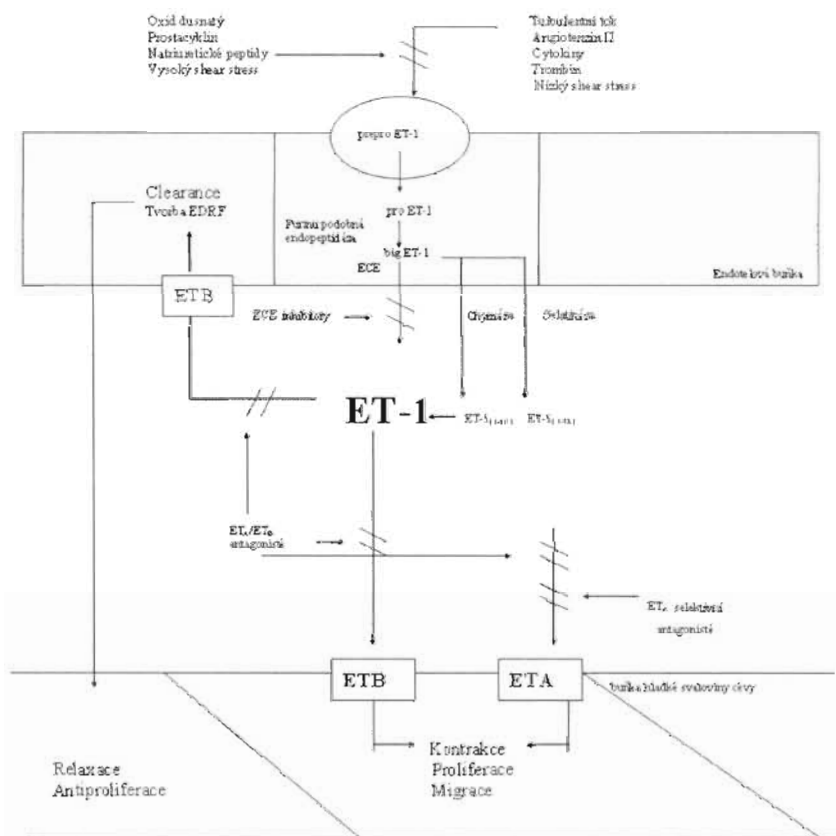 Oxid dusnatý
Prostacyklin
Natriuretické peptidy
Vysoký shear stress
Turbulentní tok
Angiotenzin II
Cytokiny
Trombin
Nízký shear stress
prepro ET-1
Clearance
Tvorba EDRF
pro ET-1
Furinu podobná
endopeptidáza
big ET-1
ECE
Endotelová buňka
ETB
ECE inhibitory
Chymáza
ET-1
ETA/ETB
antagonisté
ETA selektivní
antagonisté
ETB
ETA
buňka hladké svaloviny cévy
Kontrakce
Proliferace
Migrace
Relaxace
Antiproliferace